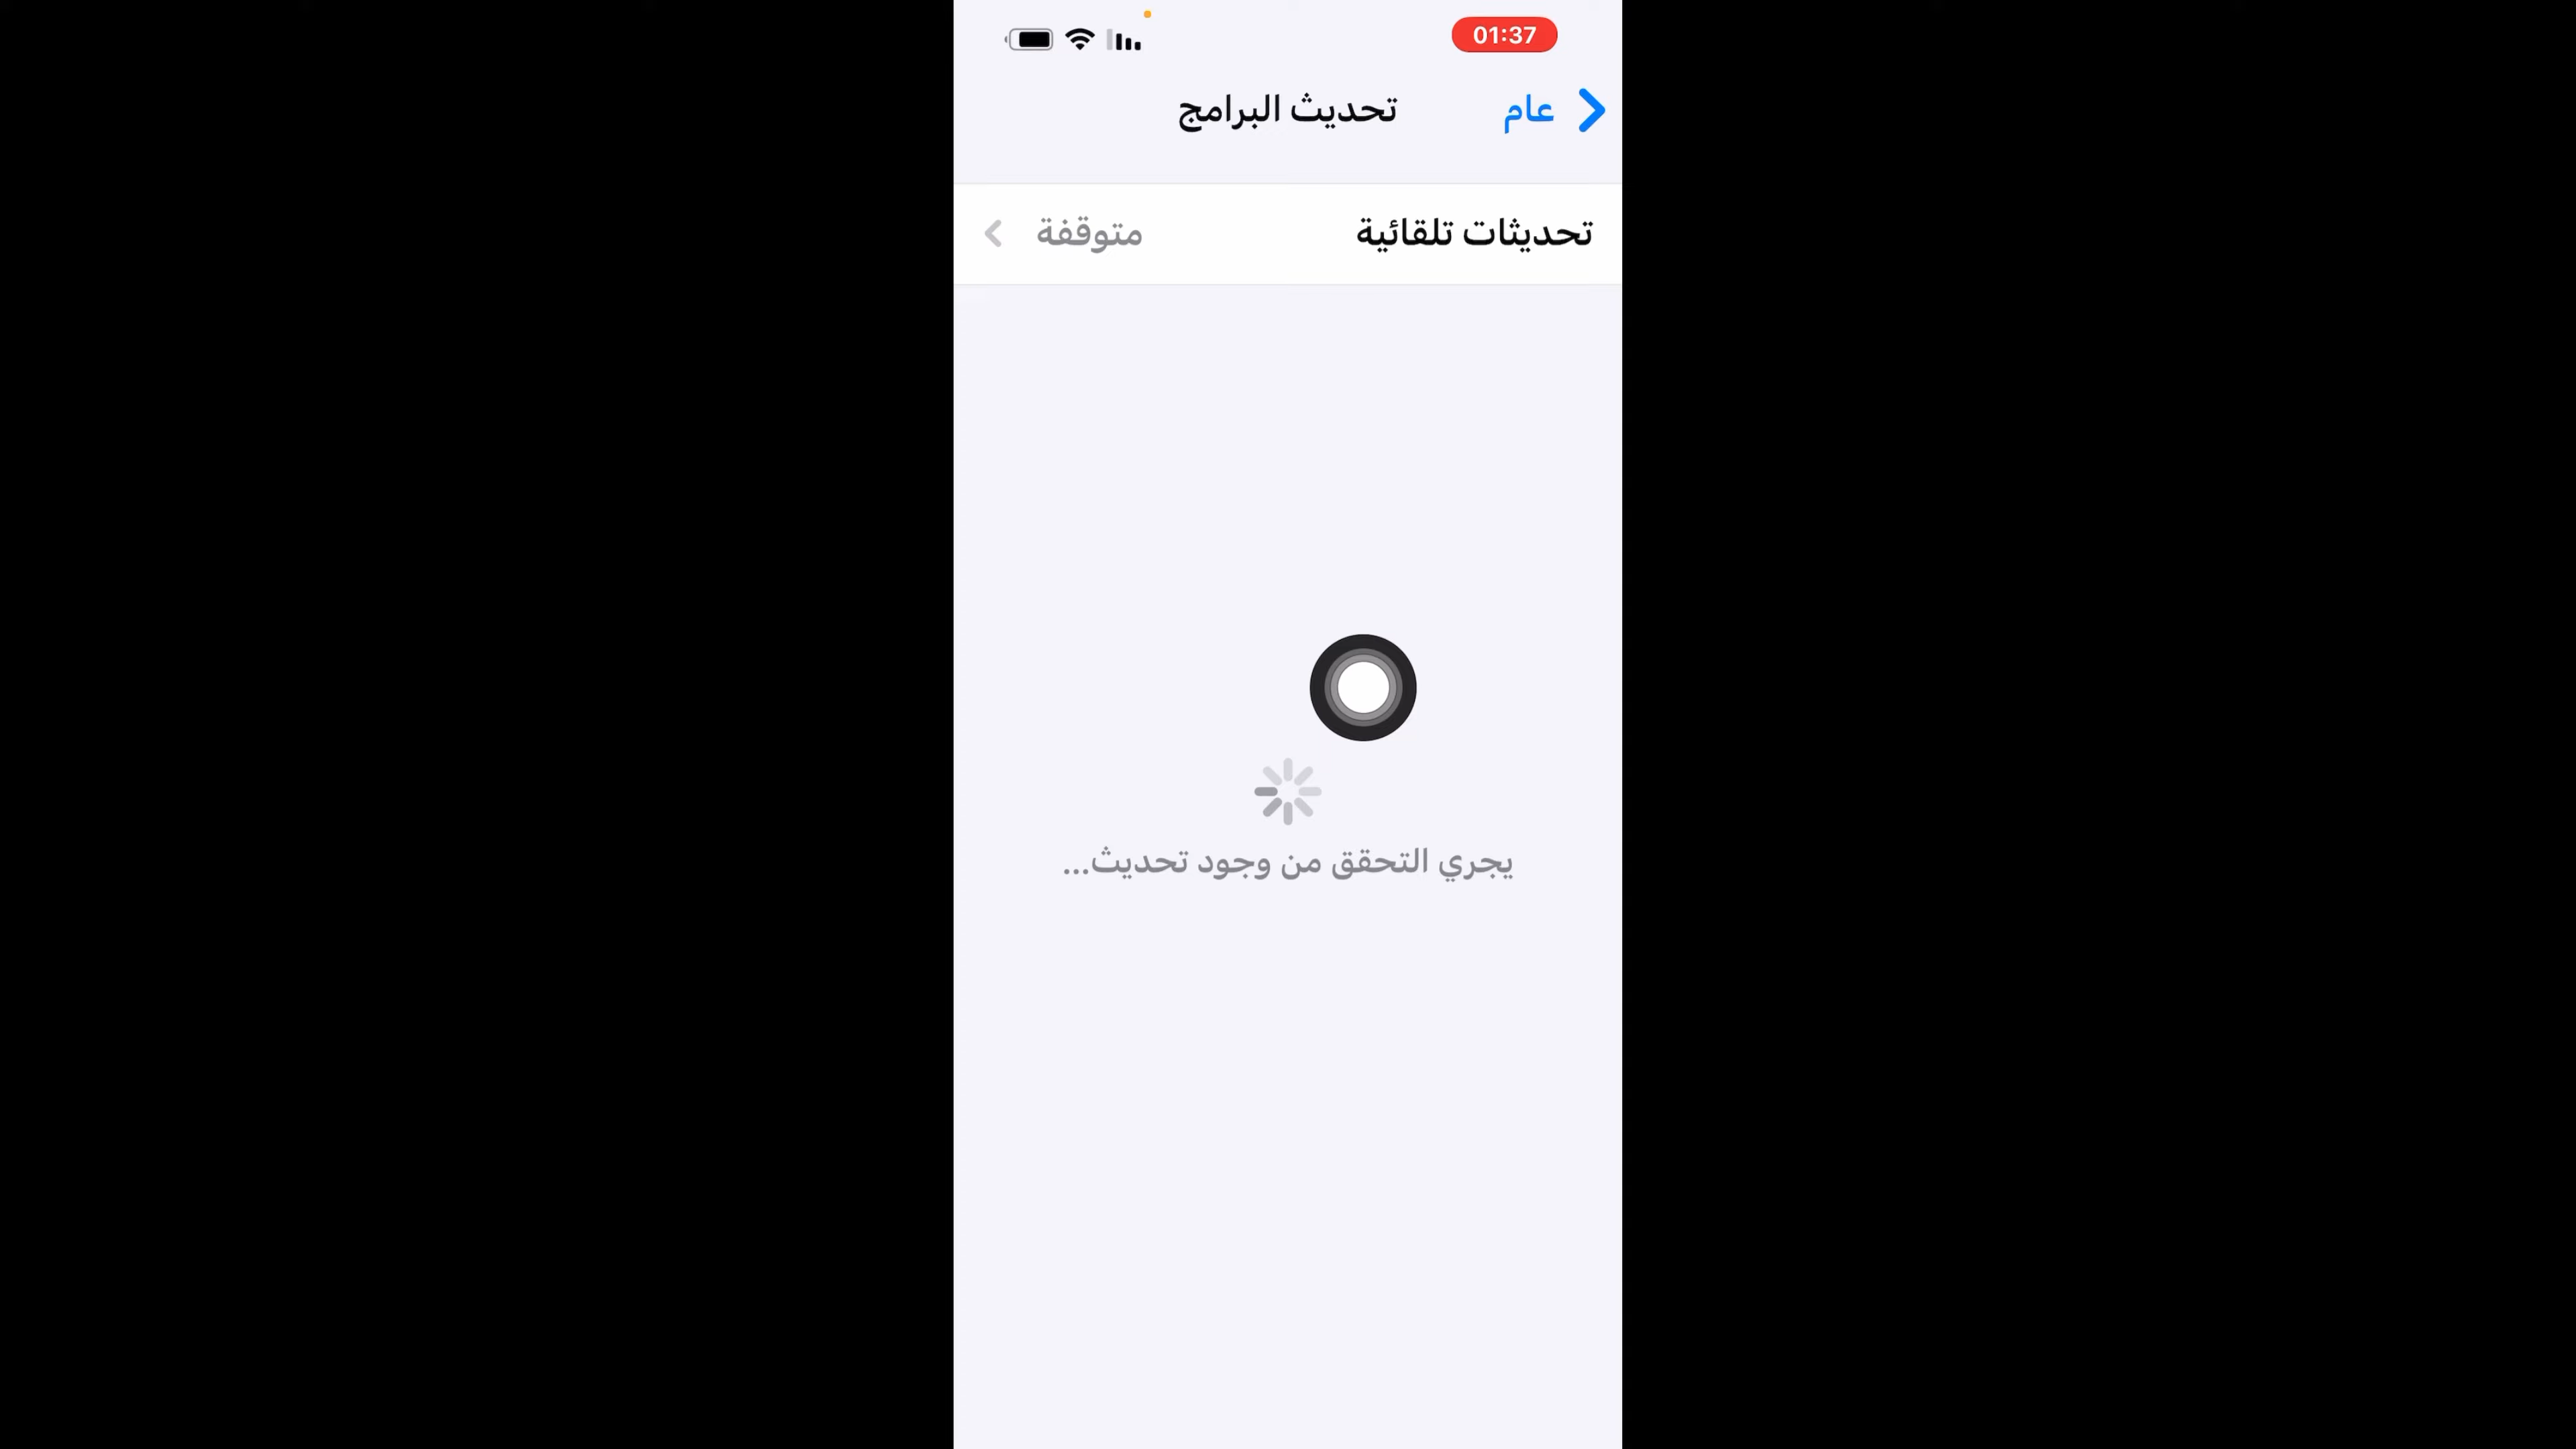 01:37
عام
تحديث البرامج
تحديثات تلقائية
متوقفة
يجري التحقق من وجود تحديث...